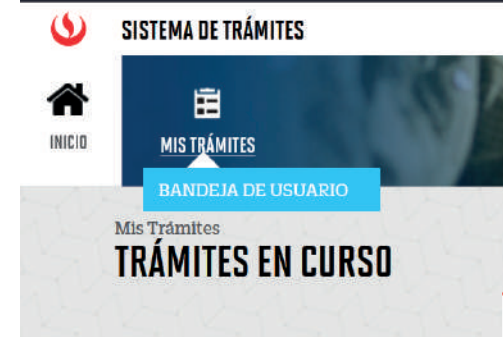 SISTEMA DE TRÁMITES
INICIO
MIS TRÁMITES
BANDEJA DE USUARIO
Mis Trámites
TRÁMITES EN CURSO